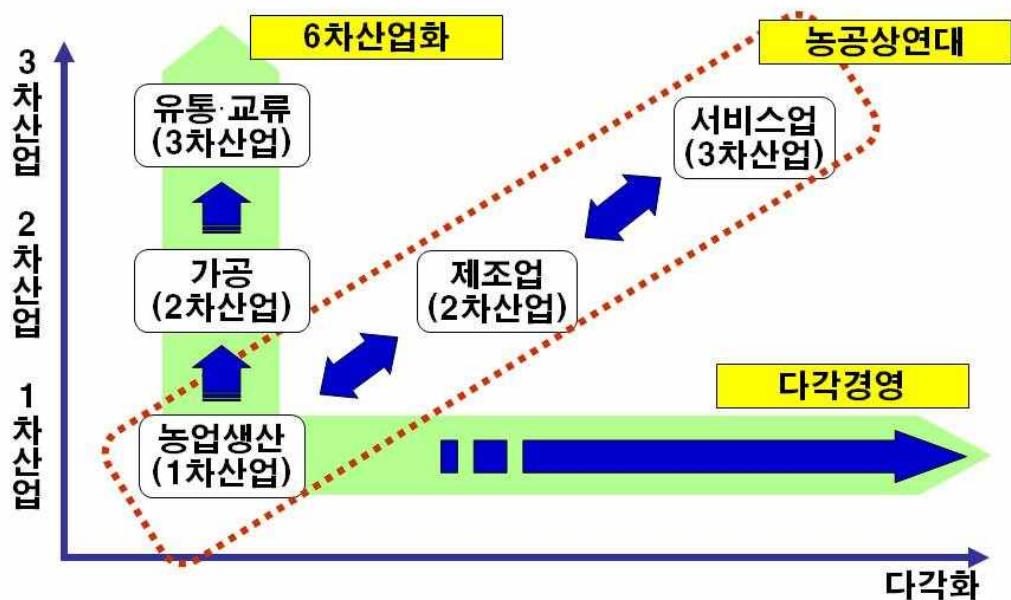 6차산업화
농공상연대
3차산업
유통·교류
(3차산업)
서비스업
(3차산업)
2차산업
가공
(2차산업)
제조업
(2차산업)
1차산업
다각경영
농업생산
(1차산업)
다각화